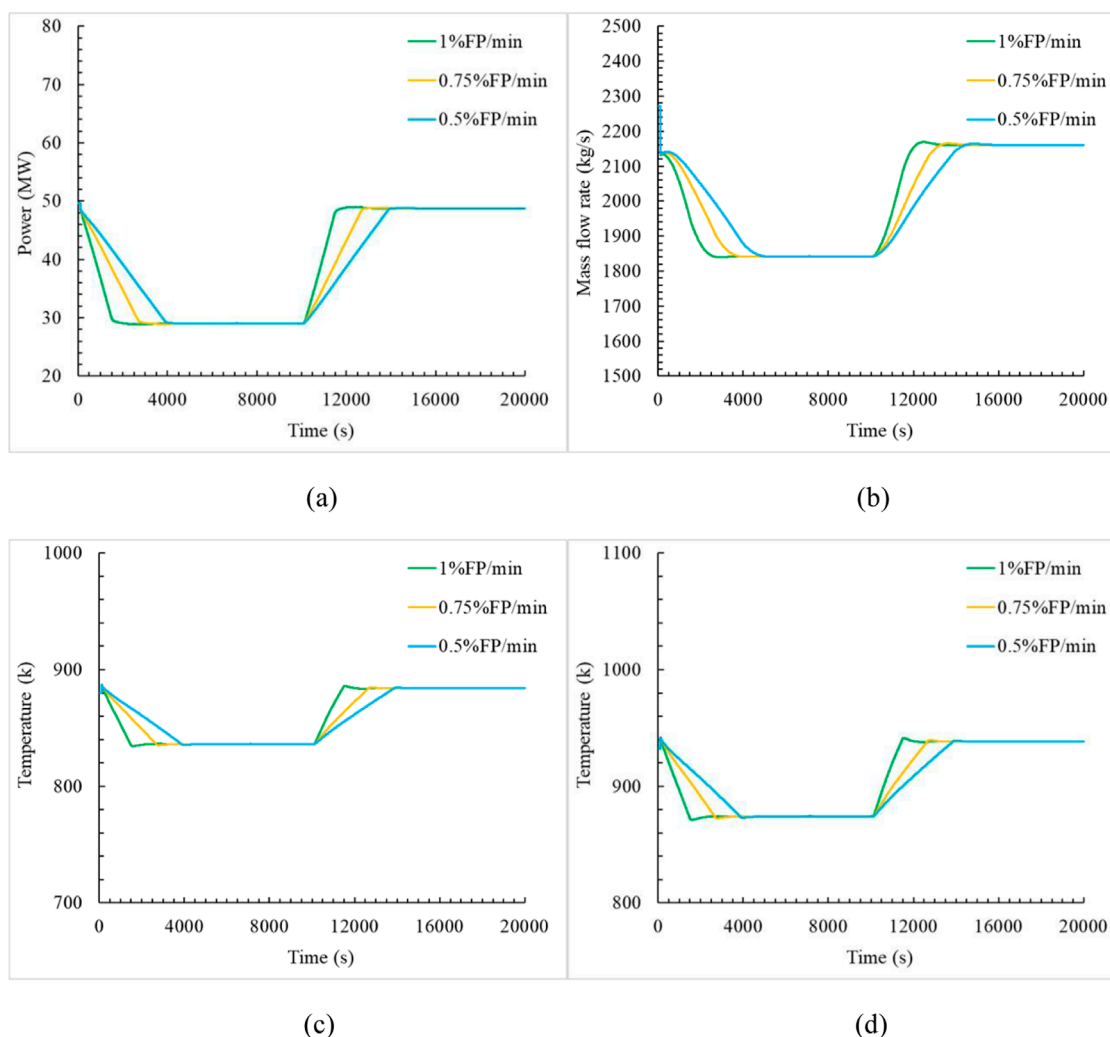 80
70
60
50
40
30
20
Power (MW)
0 4000 8000 12000 16000 20000
Time (s)
1%FP/min
0.75%FP/min
0.5%FP/min
(a)
2500
2400
2300
2200
2100
2000
1900
1800
1700
1600
1500
Mass flow rate (kg/s)
0 4000 8000 12000 16000 20000
Time (s)
1%FP/min
0.75%FP/min
0.5%FP/min
(b)
1000
900
800
700
Temperature (k)
0 4000 8000 12000 16000 20000
Time (s)
1%FP/min
0.75%FP/min
0.5%FP/min
(c)
1100
1000
900
800
Temperature (k)
0 4000 8000 12000 16000 20000
Time (s)
1%FP/min
0.75%FP/min
0.5%FP/min
(d)